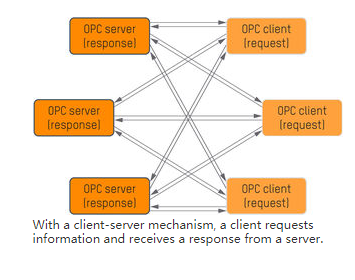 OPC server
(response)
OPC client
(request)
OPC server
(response)
OPC client
(request)
OPC server
(response)
OPC client
(request)
With a client-server mechanism, a client requests
information and receives a response from a server.